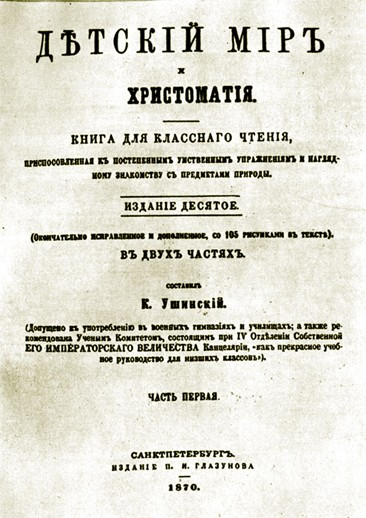 ДѢТСКІЙ МІРЪ
И
ХРИСТОМАТІЯ.
КНИГА ДЛЯ КЛАССНАГО ЧТЕНІЯ,
ПРИСПОСОБЛЕННАЯ КЪ ПОСТЕПЕННЫМЪ УМСТВЕННЫМЪ УПРАЖНЕНІЯМЪ И НАГЛЯД-
НОМУ ЗНАКОМСТВУ СЪ ПРЕДМЕТАМИ ПРИРОДЫ.
ИЗДАНІЕ ДЕСЯТОЕ.
(Окончательно исправленное и дополненное, со 105 рисунками въ текстѣ).
ВЪ ДВУХЪ ЧАСТЯХЪ.
СОСТАВИЛЪ
К. Ушинскій.
(Допущено къ употребленію въ военныхъ гимназіяхъ и училищахъ; а также ре-
комендована Ученымъ Комитетомъ, состоящимъ при IV Отдѣленіи Собственной
ЕГО ИМПЕРАТОРСКАГО ВЕЛИЧЕСТВА Канцеляріи, «какъ прекрасное учеб-
ное руководство для низшихъ классовъ»).
ЧАСТЬ ПЕРВАЯ.
САНКТПЕТЕРБУРГЪ.
ИЗДАНІЕ П. И. ГЛАЗУНОВА
1870.